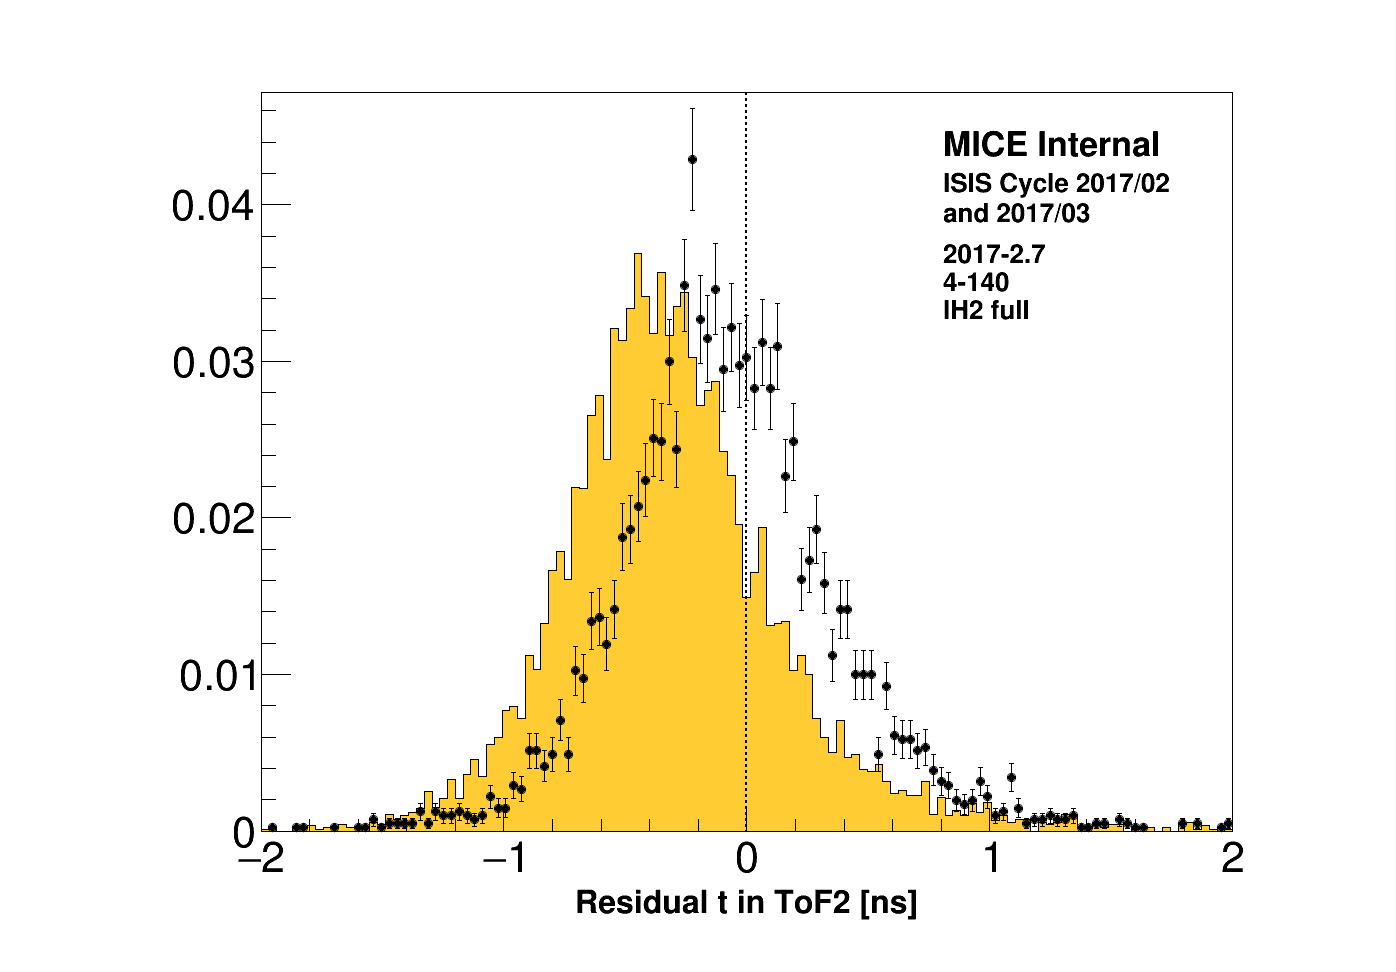 MICE Internal
ISIS Cycle 2017/02
and 2017/03
2017-2.7
4-140
IH2 full
0.04
0.03
0.02
0.01
0
−2 −1 0 1 2
Residual t in ToF2 [ns]